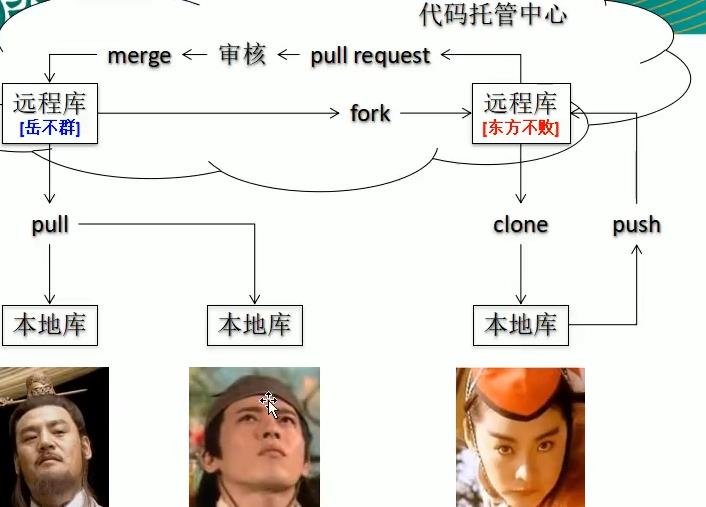 代码托管中心
merge
审核
pull request
远程库
[岳不群]
fork
远程库
[东方不败]
pull
clone
push
本地库
本地库
本地库